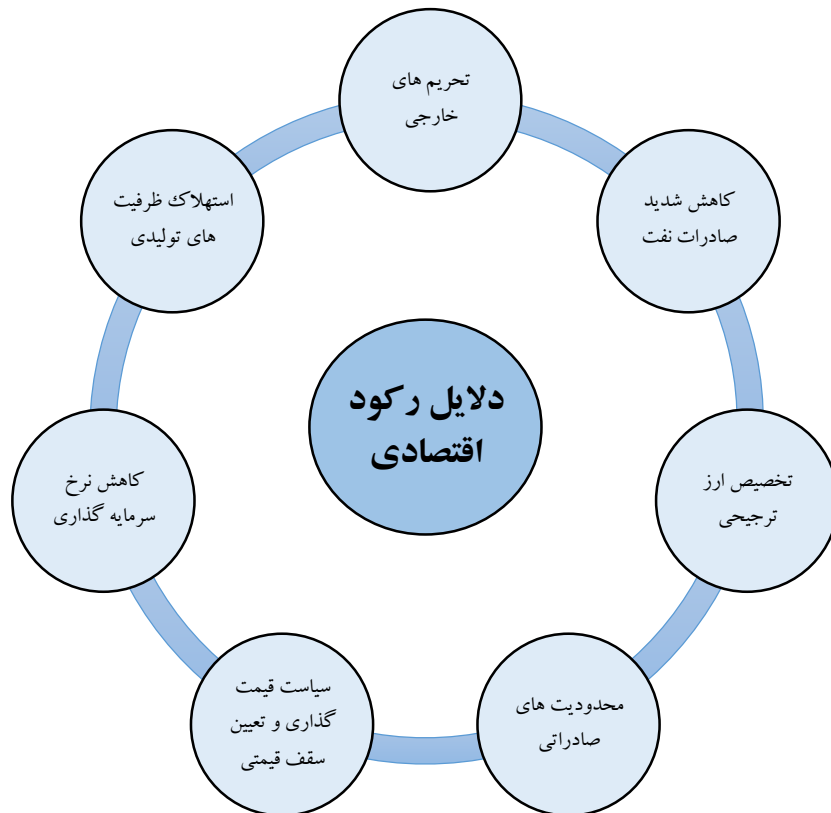 تحریم های
خارجی
کاهش شدید
صادرات نفت
تخصیص ارز
ترجیحی
محدودیت های
صادراتی
سیاست قیمت
گذاری و تعیین
سقف قیمتی
کاهش نرخ
سرمایه گذاری
استهلاک ظرفیت
های تولیدی
دلایل رکود
اقتصادی